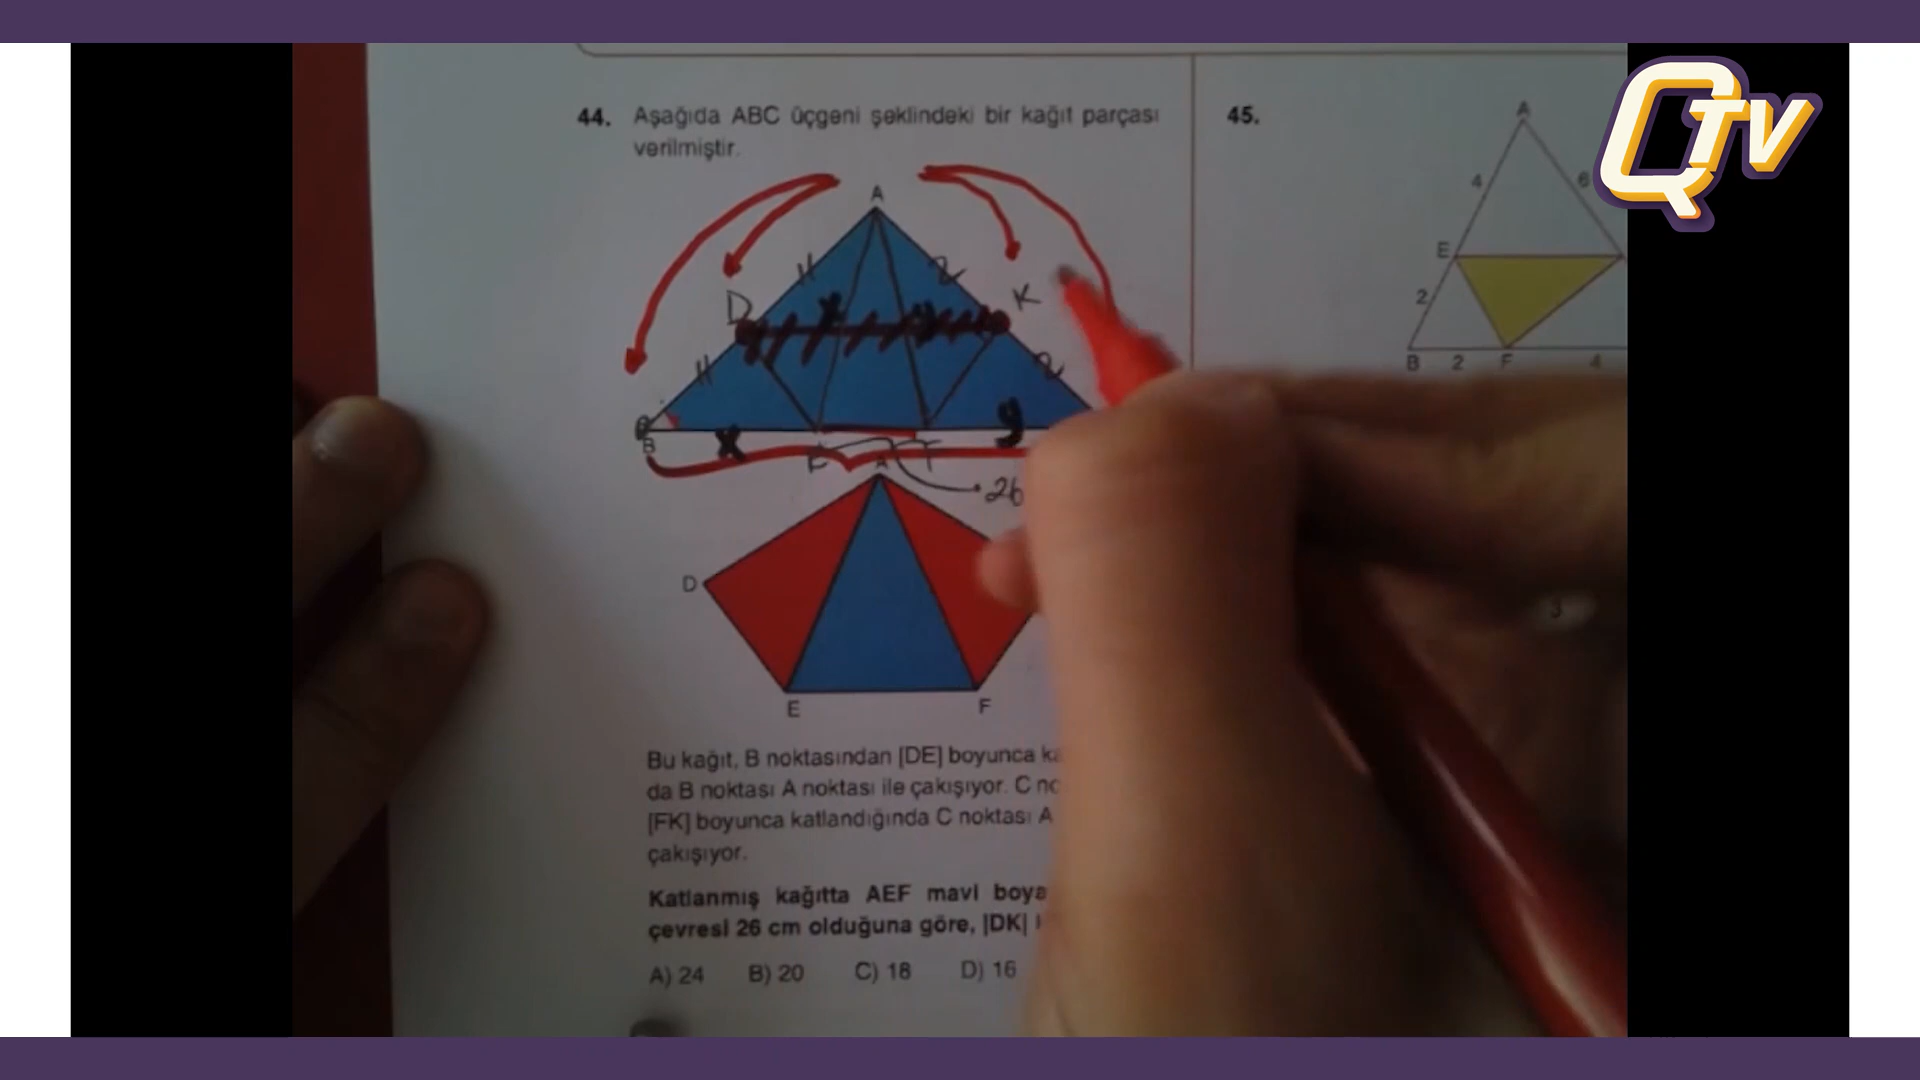 QTV
44. Aşağıda ABC üçgeni şeklindeki bir kağıt parçası
verilmiştir.
A
D
K
B
x
y
E
F
26
A
D
E
F
Bu kağıt, B noktasından [DE] boyunca
da B noktası A noktası ile çakışıyor. C
[FK] boyunca katlandığında C noktası A
çakışıyor.
Katlanmış kağıtta AEF mavi
çevresi 26 cm olduğuna göre, |DK|
A) 24 B) 20 C) 18 D) 16
45.
A
4
6
E
2
B 2 F 4